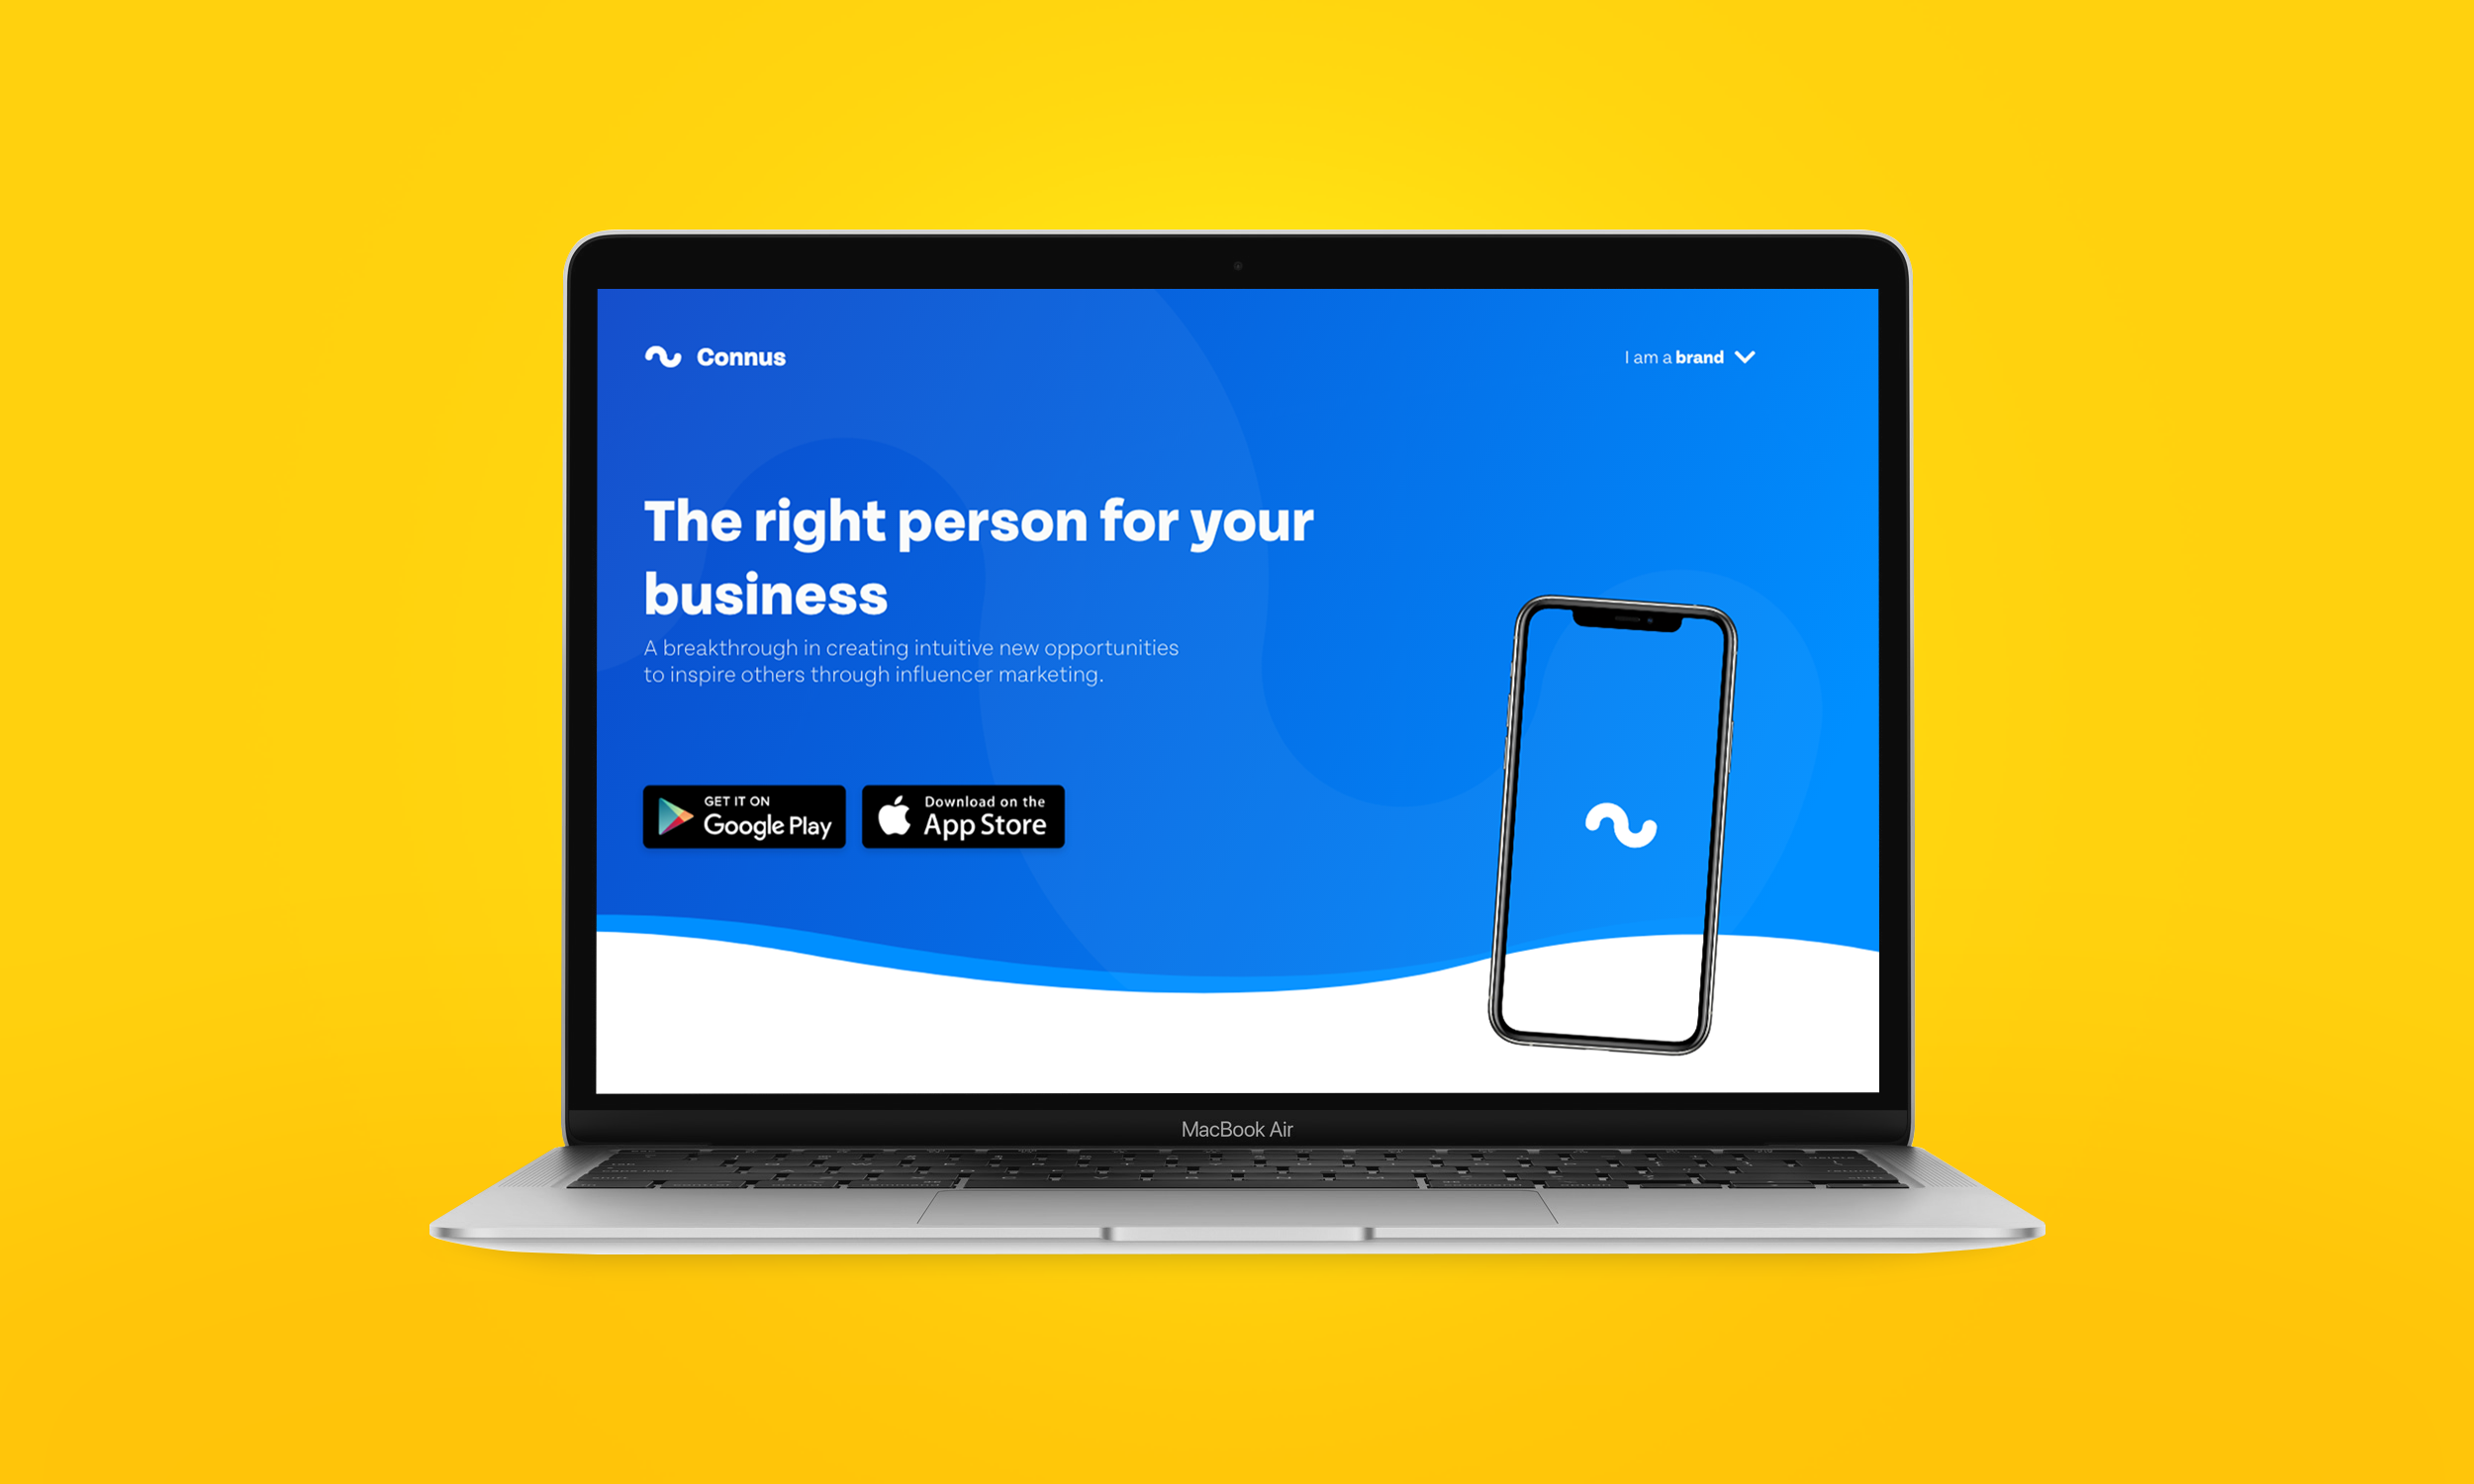 Connus
I am a brand
The right person for your
business
A breakthrough in creating intuitive new opportunities
to inspire others through influencer marketing.
GET IT ON
Google Play
Download on the
App Store
MacBook Air